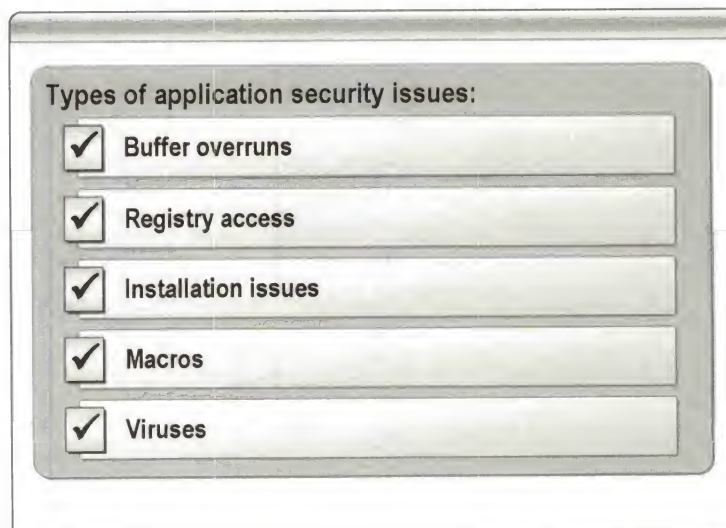 Types of application security issues:
Buffer overruns
Registry access
Installation issues
Macros
Viruses